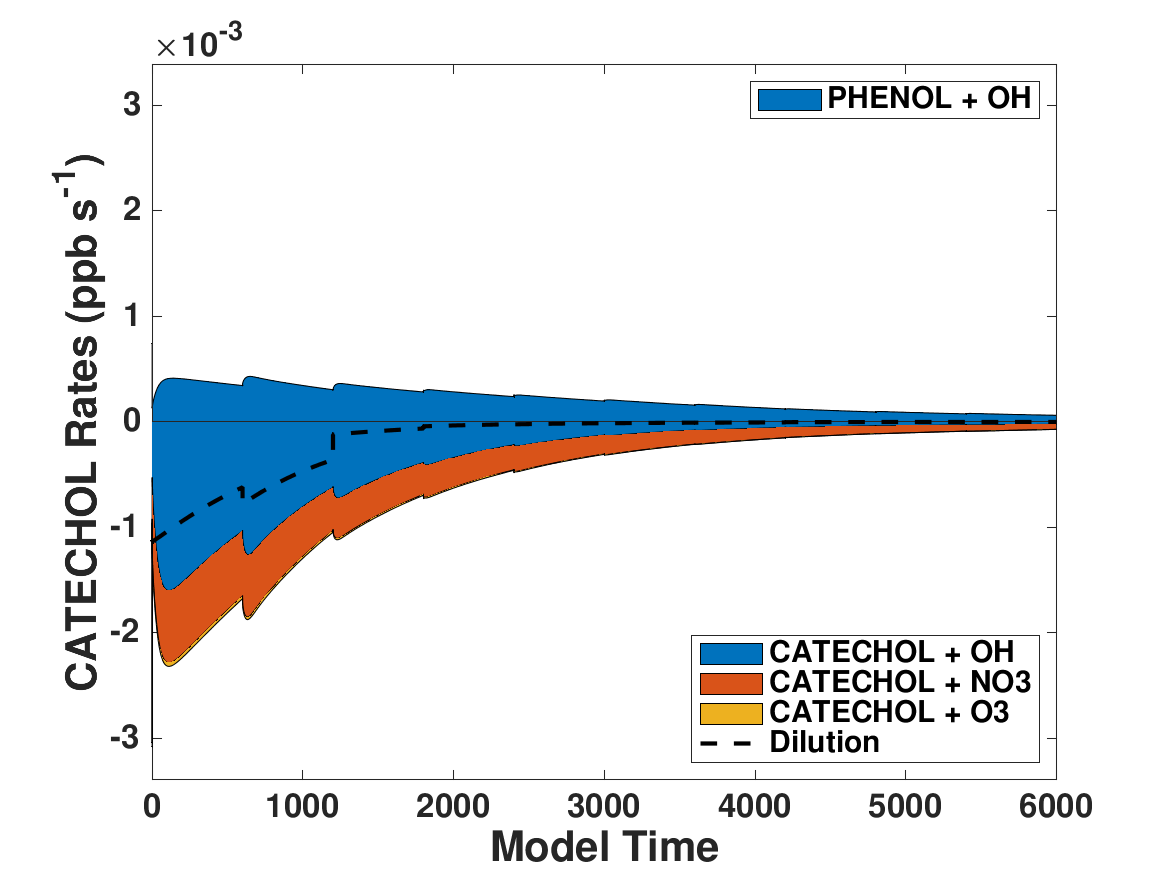 ×10-3
3
2
1
0
-1
-2
-3
CATECHOL Rates (ppb s-1)
PHENOL + OH
CATECHOL + OH
CATECHOL + NO3
CATECHOL + O3
Dilution
0 1000 2000 3000 4000 5000 6000
Model Time